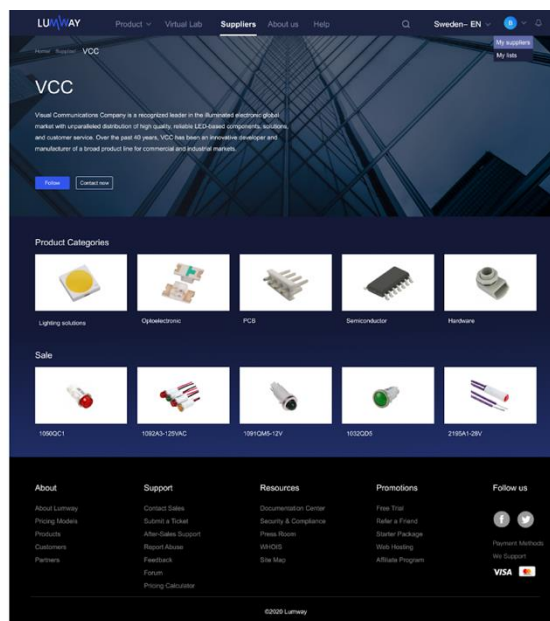 LUMWAY
Product Virtual Lab Suppliers About us Help Sweden– EN
My suppliers
My lists
Home Supplier VCC
VCC
Visual Communications Company is a recognized leader in the illuminated electronic global
market with unparalleled distribution of high quality, reliable LED-based components, solutions,
and customer service. Over the past 40 years, VCC has been an innovative developer and
manufacturer of a broad product line for commercial and industrial markets.
Follow Contact now
Product Categories
Lighting solutions Optoelectronic PCB Semiconductor Hardware
Sale
1050QC1 1092A3-125VAC 1091QM5-12V 1032QD5 2195A1-28V
About Support Resources Promotions Follow us
About Lumway Contact Sales Documentation Center Free Trial
Pricing Models Submit a Ticket Security & Compliance Refer a Friend
Products After-Sales Support Press Room Starter Package
Customers Report Abuse WHOIS Web Hosting Payment Methods
Partners Feedback Site Map Affiliate Program We Support
Forum VISA
Pricing Calculator
©2020 Lumway